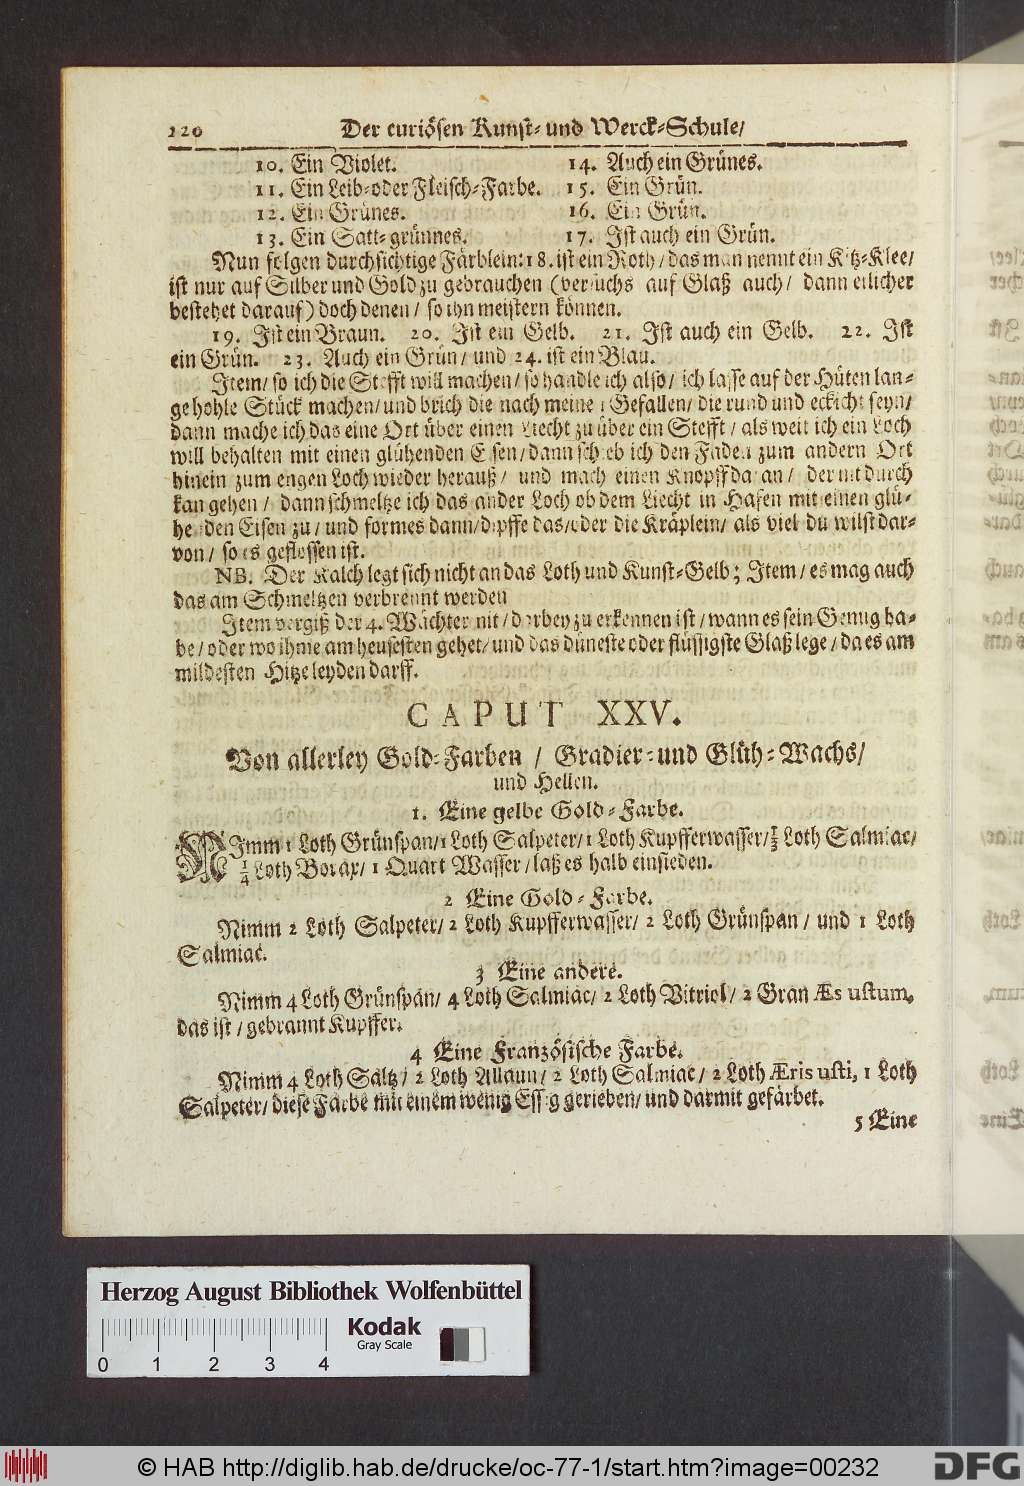 220 Der curiösen Kunst- und Werck-Schule/
10. Ein Violet. 14. Auch ein Grünes.
11. Ein Leib- oder Fleisch-Farbe. 15. Ein Grün.
12. Ein Grünes. 16. Ein Grün.
13. Ein Satt-grünnes. 17. Ist auch ein Grün.
Nun folgen durchsichtige Färblein: 18. ist ein Roth/ das man nennt ein Kitz-Klee/
ist nur auf Silber und Gold zu gebrauchen (versuchs auf Glaß auch/ dann etlicher
bestehet darauf) doch denen/ so ihn meistern können.
19. Ist ein Braun. 20. Ist ein Gelb. 21. Ist auch ein Gelb. 22. Ist
ein Grün. 23. Auch ein Grün/ und 24. ist ein Blau.
Item/ so ich die Stefft will machen/ so handle ich also/ ich lasse auf der Hüten lan-
ge hohle Stück machen/ und brich die nach meinen Gefallen/ die rund und eckicht seyn/
dann mache ich das eine Ort über einen Liecht zu über ein Stefft/ als weit ich ein Loch
will behalten mit einen glühenden Eisen/ dann schieb ich den Faden zum andern Ort
hinein zum engen Loch wieder herauß/ und mach einen Knopff daran/ der nit durch
kan gehen/ dann schmeltze ich das ander Loch ob dem Liecht in Hafen mit einen glü-
henden Eisen zu/ und formes dann/ dipffe das/ oder die Kräplein/ als viel du wilst dar-
von/ so es geflossen ist.
NB. Der Kalch legt sich nicht an das Loth und Kunst-Gelb; Item/ es mag auch
das am Schmeltzen verbrennt werden
Item vergiß der 4. Wächter nit/ darbey zu erkennen ist/ wann es sein Genug ha-
be/ oder wo ihme am heusesten gehet/ und das düneste oder flüssigste Glaß lege/ da es am
mildesten Hitze leyden darff.
CAPUT XXV.
Von allerley Gold-Farben/ Gradier- und Glüh-Wachs/
und Hellen.
1. Eine gelbe Gold-Farbe.
NImm 1 Loth Grünspan/ 1 Loth Salpeter/ 1 Loth Kupfferwasser/ ½ Loth Salmiac/
¼ Loth Borax/ 1 Quart Wasser/ laß es halb einsieden.
2 Eine Gold-Farbe.
Nimm 2 Loth Salpeter/ 2 Loth Kupfferwasser/ 2 Loth Grünspan/ und 1 Loth
Salmiac.
3 Eine andere.
Nimm 4 Loth Grünspan/ 4 Loth Salmiac/ 2 Loth Vitriol/ 2 Gran Æs ustum,
das ist/ gebrannt Kupffer.
4 Eine Französische Farbe.
Nimm 4 Loth Saltz/ 2 Loth Allaun/ 2 Loth Salmiac/ 2 Loth Æris usti, 1 Loth
Salpeter/ diese Farbe mit einem wenig Essig gerieben/ und darmit gefärbet.
5 Eine
Herzog August Bibliothek Wolfenbüttel
Kodak
Gray Scale
0 1 2 3 4
© HAB http://diglib.hab.de/drucke/oc-77-1/start.htm?image=00232
DFG